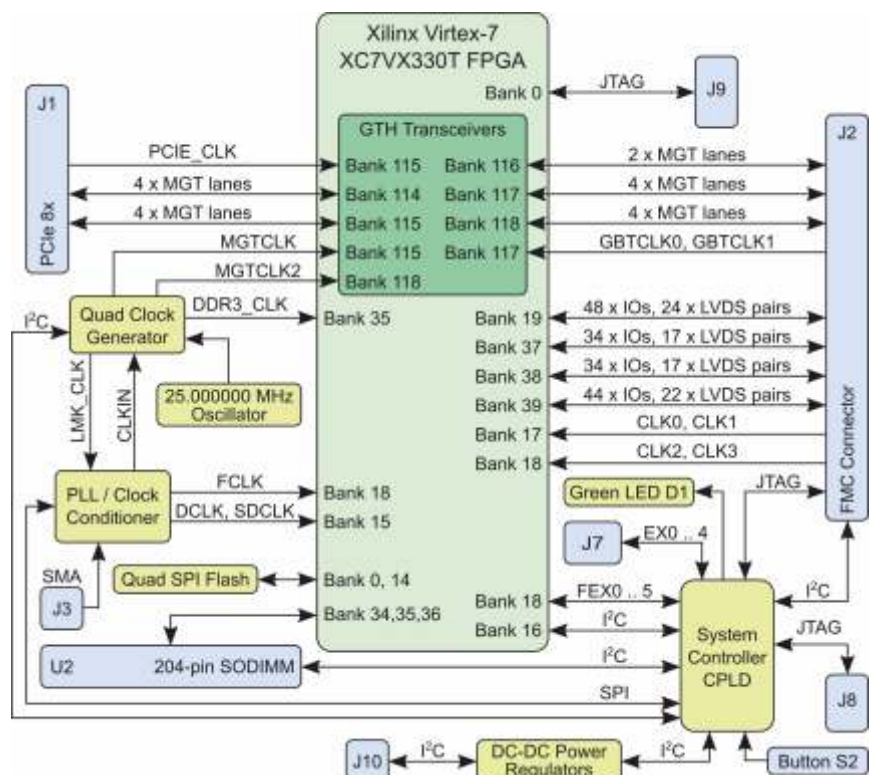 Xilinx Virtex-7
XC7VX330T FPGA
Bank 0
JTAG
J9
J1
PCIe 8x
J2
FMC Connector
GTH Transceivers
PCIE_CLK
Bank 115
Bank 116
2 x MGT lanes
4 x MGT lanes
Bank 114
Bank 117
4 x MGT lanes
4 x MGT lanes
Bank 115
Bank 118
4 x MGT lanes
MGTCLK
Bank 115
Bank 117
GBTCLK0, GBTCLK1
MGTCLK2
Bank 118
I²C
Quad Clock
Generator
DDR3_CLK
Bank 35
Bank 19
48 x IOs, 24 x LVDS pairs
Bank 37
34 x IOs, 17 x LVDS pairs
Bank 38
34 x IOs, 17 x LVDS pairs
Bank 39
44 x IOs, 22 x LVDS pairs
LMK_CLK
CLKIN
25.000000 MHz
Oscillator
Bank 17
CLK0, CLK1
Bank 18
CLK2, CLK3
PLL / Clock
Conditioner
FCLK
Bank 18
DCLK, SDCLK
Bank 15
Green LED D1
JTAG
J7
EX0 .. 4
SMA
J3
Quad SPI Flash
Bank 0, 14
Bank 34,35,36
Bank 18
FEX0 .. 5
Bank 16
I²C
I²C
System
Controller
CPLD
JTAG
J8
U2
204-pin SODIMM
I²C
SPI
J10
I²C
DC-DC Power
Regulators
I²C
Button S2